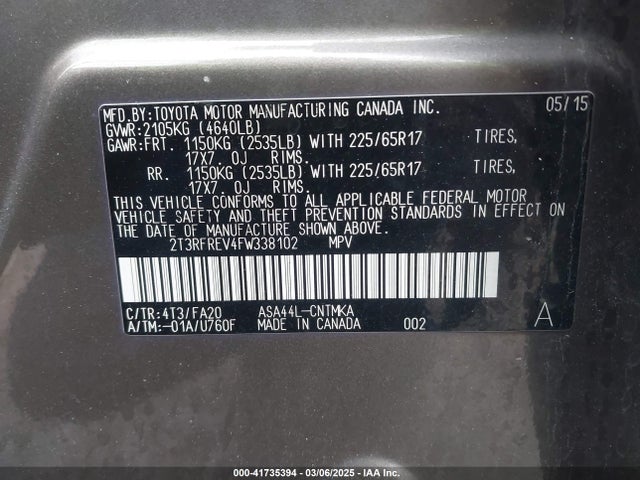 MFD.BY:TOYOTA MOTOR MANUFACTURING CANADA INC. 05/15
GVWR:2105KG (4640LB)
GAWR:FRT. 1150KG (2535LB) WITH 225/65R17 TIRES,
17X7.0J RIMS.
RR. 1150KG (2535LB) WITH 225/65R17 TIRES,
17X7.0J RIMS.
THIS VEHICLE CONFORMS TO ALL APPLICABLE FEDERAL MOTOR
VEHICLE SAFETY AND THEFT PREVENTION STANDARDS IN EFFECT ON
THE DATE OF MANUFACTURE SHOWN ABOVE.
2T3RFREV4FW338102 MPV
C/TR:4T3/FA20 ASA44L-CNTMKA
A/TM:-01A/U760F MADE IN CANADA 002 A
000-41735394 - 03/06/2025 - IAA Inc.